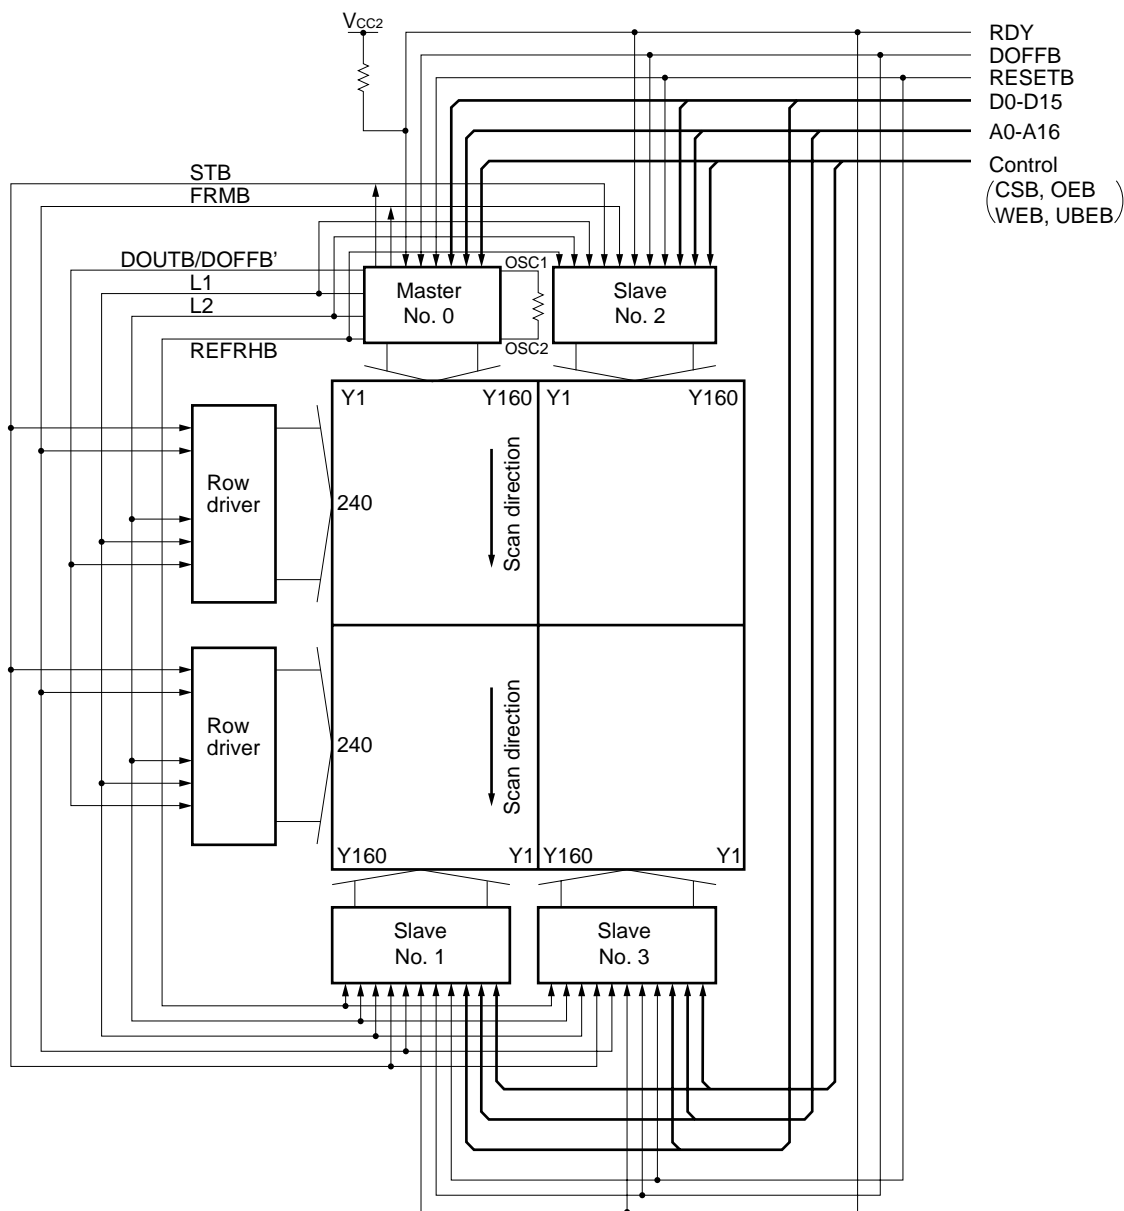 VCC2
RDY
DOFFB
RESETB
D0-D15
A0-A16
Control
(CSB, OEB
WEB, UBEB)
STB
FRMB
DOUTB/DOFFB'
L1
L2
REFRHB
OSC1
OSC2
Master
No. 0
Slave
No. 2
Y1
Y160
Y1
Y160
Row
driver
240
Scan direction
Row
driver
240
Scan direction
Y160
Y1
Y160
Y1
Slave
No. 1
Slave
No. 3